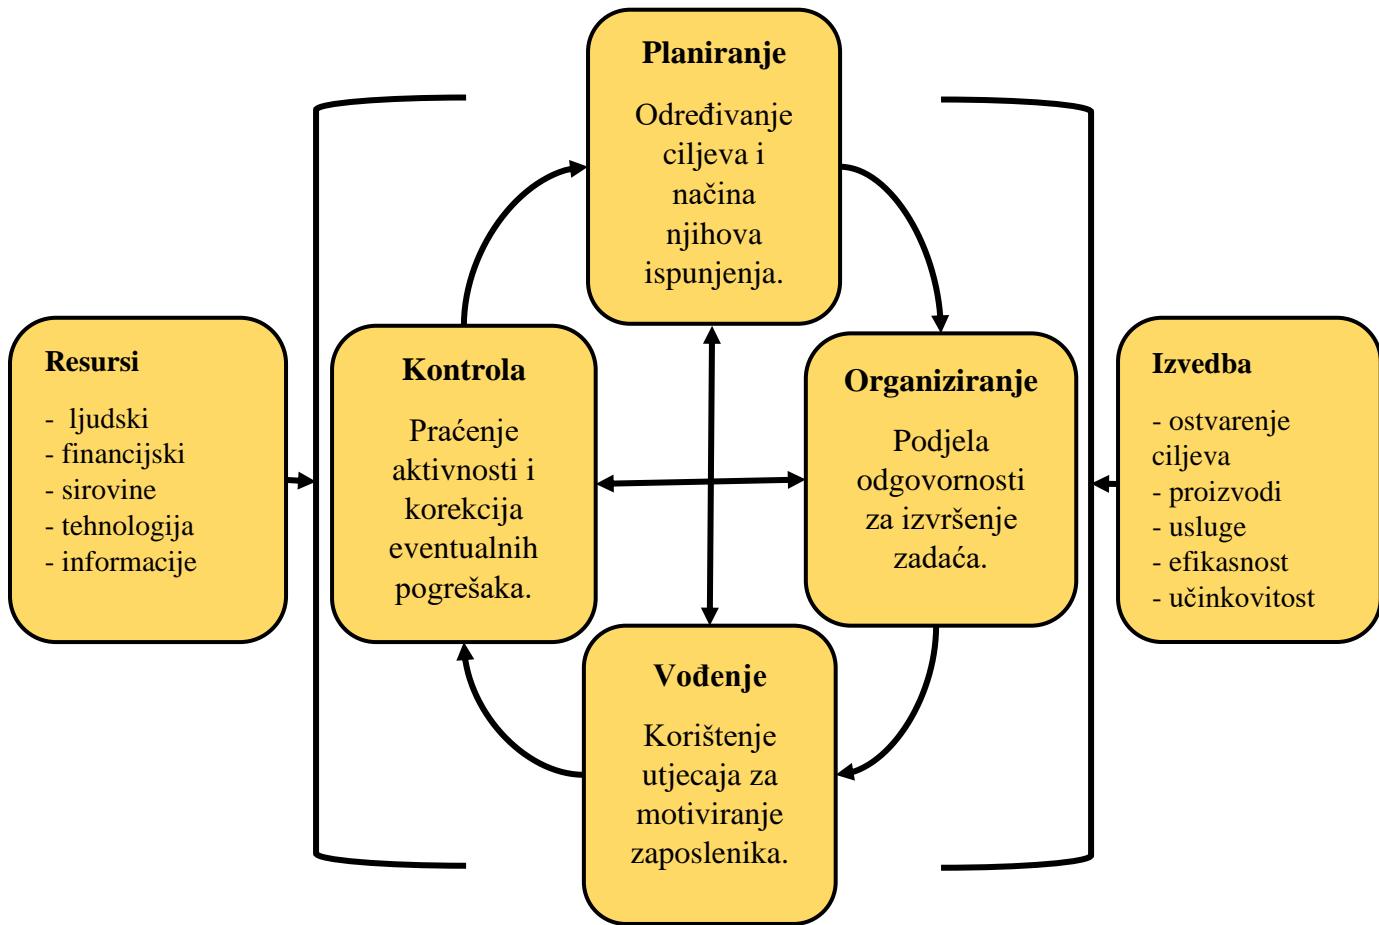 Planiranje
Određivanje
ciljeva i
načina
njihova
ispunjenja.
Resursi
-  ljudski
- financijski
- sirovine
- tehnologija
- informacije
Kontrola
Praćenje
aktivnosti i
korekcija
eventualnih
pogrešaka.
Organiziranje
Podjela
odgovornosti
za izvršenje
zadaća.
Izvedba
- ostvarenje
ciljeva
- proizvodi
- usluge
- efikasnost
- učinkovitost
Vođenje
Korištenje
utjecaja za
motiviranje
zaposlenika.